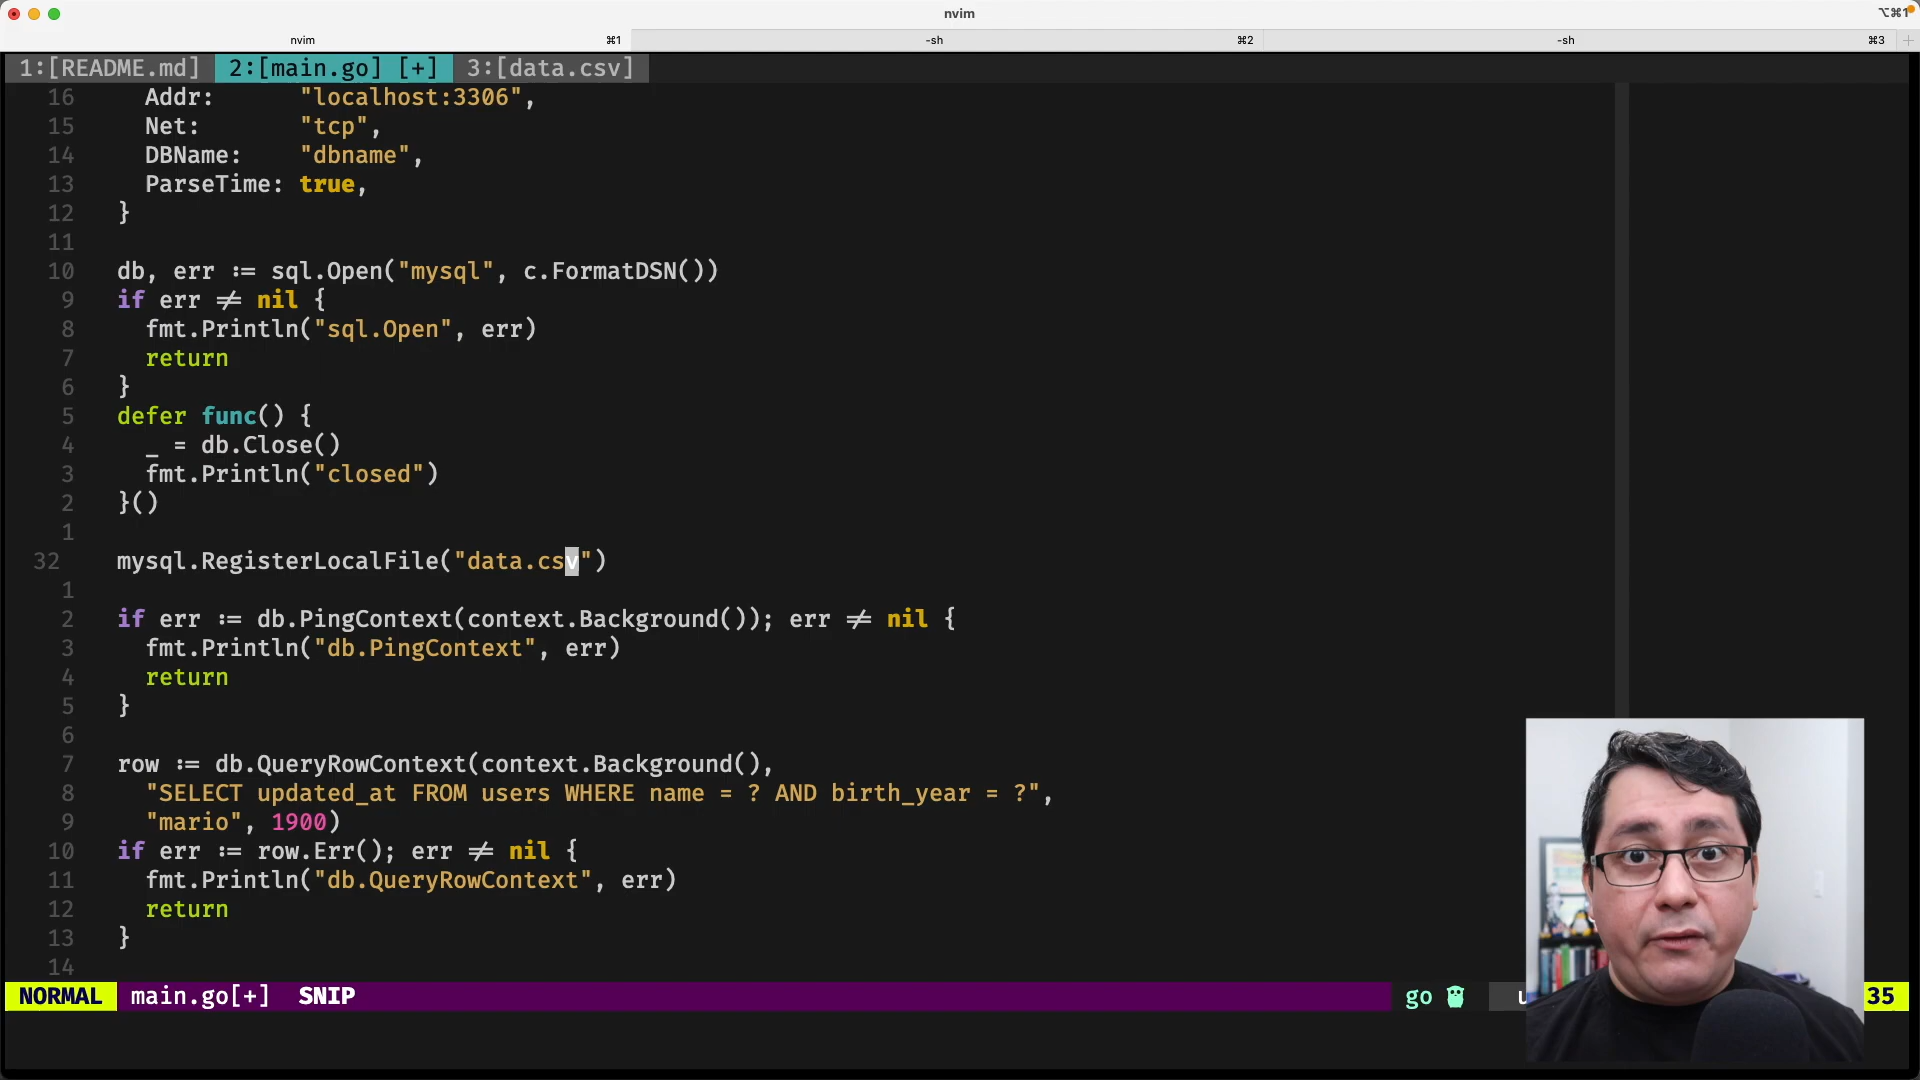 nvim
⌥⌘1
nvim ⌘1 -sh ⌘2 -sh ⌘3
1:[README.md] 2:[main.go] [+] 3:[data.csv]
16 Addr: "localhost:3306",
15 Net: "tcp",
14 DBName: "dbname",
13 ParseTime: true,
12 }
11
10 db, err := sql.Open("mysql", c.FormatDSN())
9 if err ≠ nil {
8 fmt.Println("sql.Open", err)
7 return
6 }
5 defer func() {
4 _ = db.Close()
3 fmt.Println("closed")
2 }()
1
32 mysql.RegisterLocalFile("data.csv")
1
2 if err := db.PingContext(context.Background()); err ≠ nil {
3 fmt.Println("db.PingContext", err)
4 return
5 }
6
7 row := db.QueryRowContext(context.Background(),
8 "SELECT updated_at FROM users WHERE name = ? AND birth_year = ?",
9 "mario", 1900)
10 if err := row.Err(); err ≠ nil {
11 fmt.Println("db.QueryRowContext", err)
12 return
13 }
14
NORMAL main.go[+] SNIP go 35